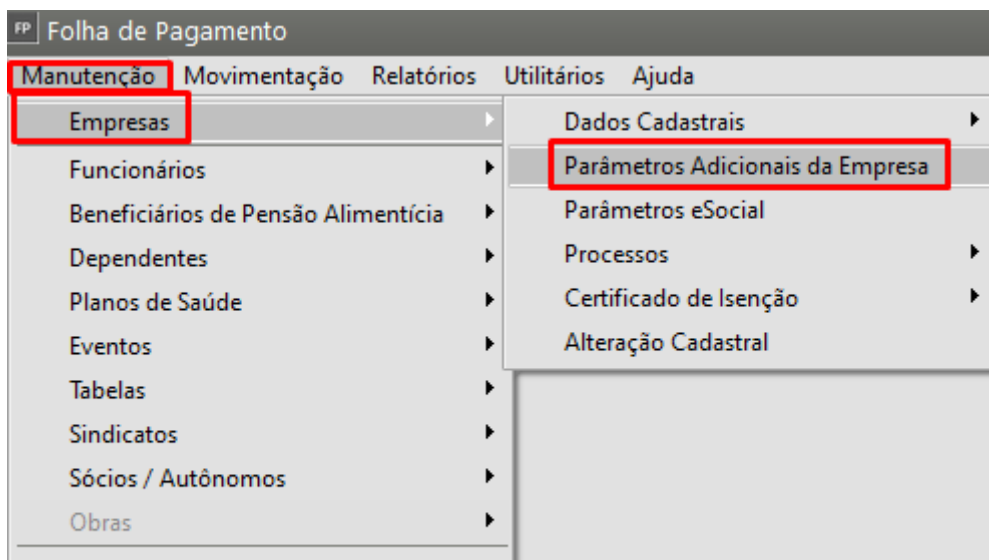 FP Folha de Pagamento
Manutenção Movimentação Relatórios Utilitários Ajuda
Empresas
Funcionários
Beneficiários de Pensão Alimentícia
Dependentes
Planos de Saúde
Eventos
Tabelas
Sindicatos
Sócios / Autônomos
Obras
Dados Cadastrais
Parâmetros Adicionais da Empresa
Parâmetros eSocial
Processos
Certificado de Isenção
Alteração Cadastral